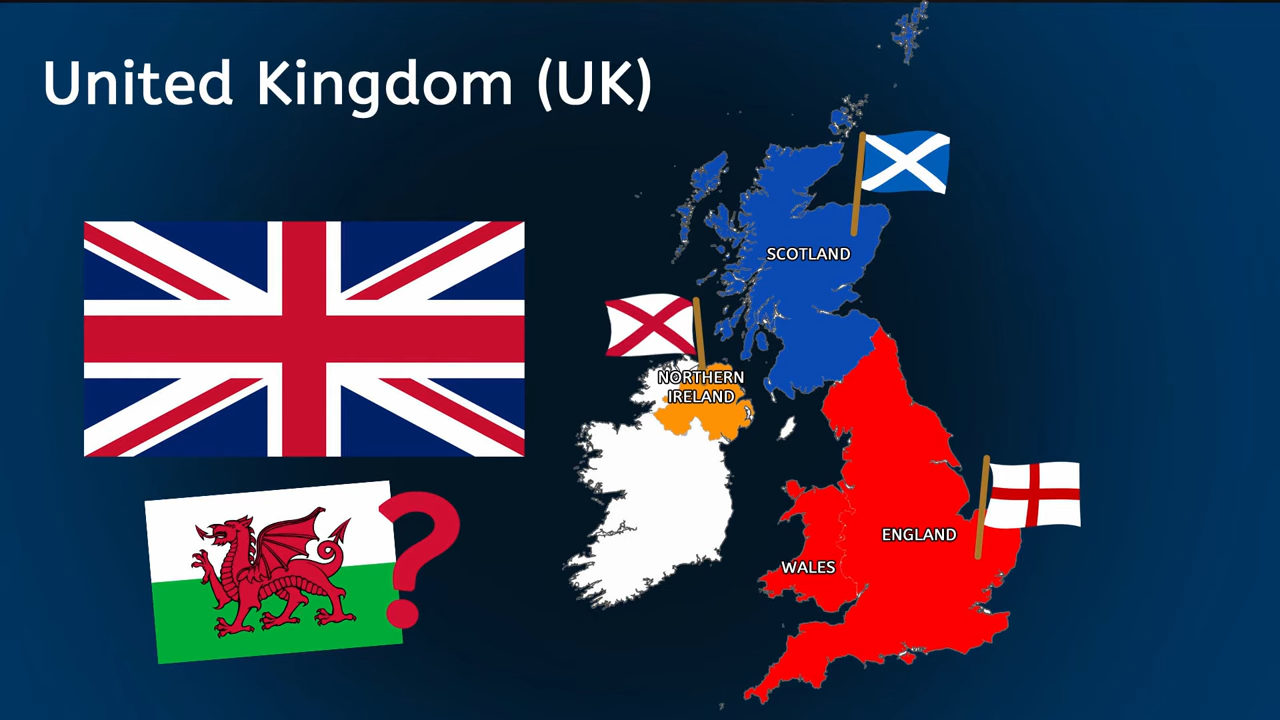 United Kingdom (UK)
SCOTLAND
NORTHERN
IRELAND
?
ENGLAND
WALES